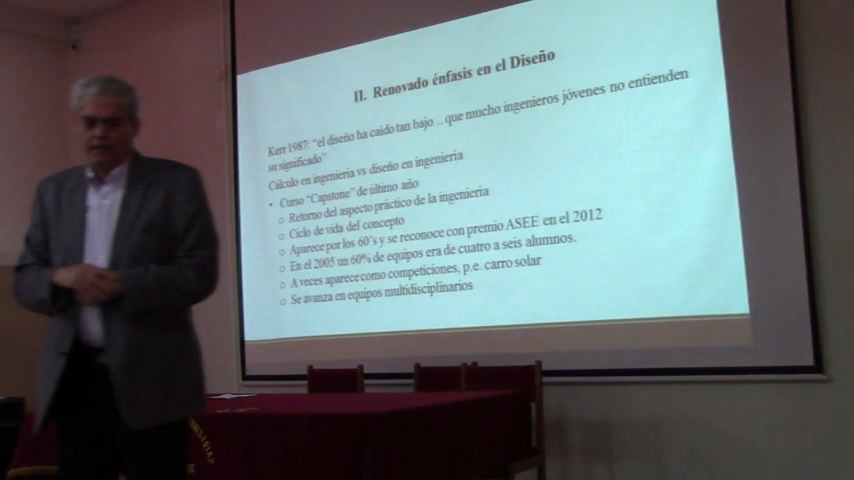 II. Renovado énfasis en el Diseño
Kerr 1987: “el diseño ha caído tan bajo ... que mucho ingenieros jóvenes no entienden
su significado”
Cálculo en ingeniería vs diseño en ingeniería
• Curso “Capstone” de último año
o Retorno del aspecto práctico de la ingeniería
o Ciclo de vida del concepto
o Aparece por los 60’s y se reconoce con premio ASEE en el 2012
o En el 2005 un 60% de equipos era de cuatro a seis alumnos.
o A veces aparece como competiciones, p.e. carro solar
o Se avanza en equipos multidisciplinarios